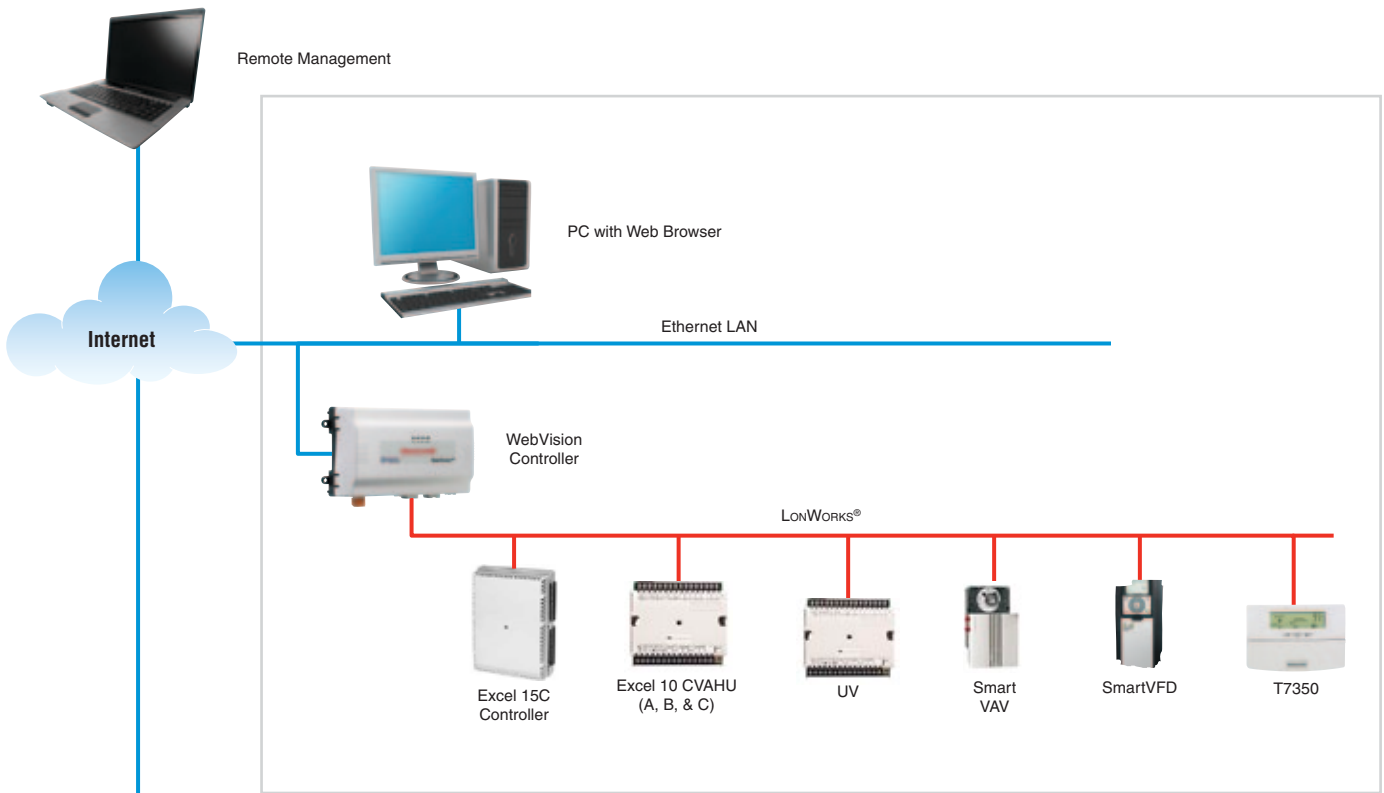 Remote Management
PC with Web Browser
Ethernet LAN
Internet
WebVision
Controller
LONWORKS®
Excel 15C
Controller
Excel 10 CVAHU
(A, B, & C)
UV
Smart
VAV
SmartVFD
T7350